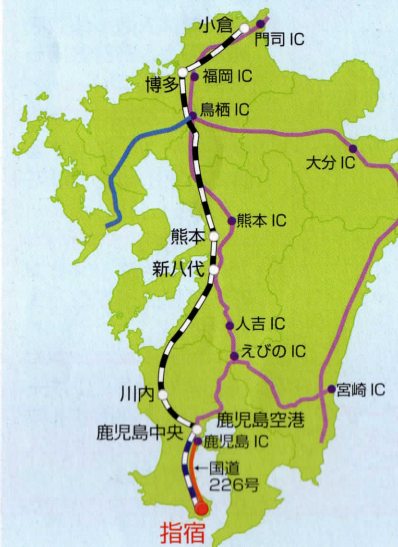 小倉
門司 IC
博多
福岡 IC
鳥栖 IC
大分 IC
熊本 IC
熊本
新八代
人吉 IC
えびの IC
宮崎 IC
川内
鹿児島空港
鹿児島中央
鹿児島 IC
←国道
226号
指宿